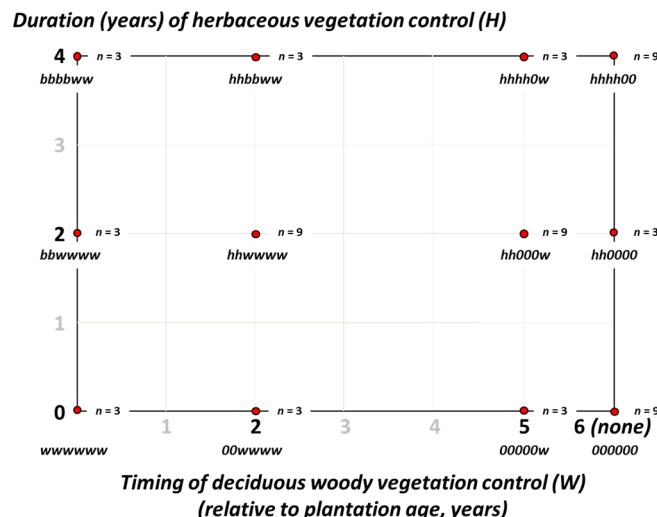 Duration (years) of herbaceous vegetation control (H)
4 n = 3 n = 3 n = 3 n = 9
bbbbww hhbbww hhhh0w hhhh00
3
2 n = 3 n = 9 n = 9 n = 3
bbwwww hhwwww hh000w hh0000
1
0 n = 3 n = 3 n = 3 n = 9
1 2 3 4 5 6 (none)
wwwwww 00wwww 00000w 000000
Timing of deciduous woody vegetation control (W)
(relative to plantation age, years)